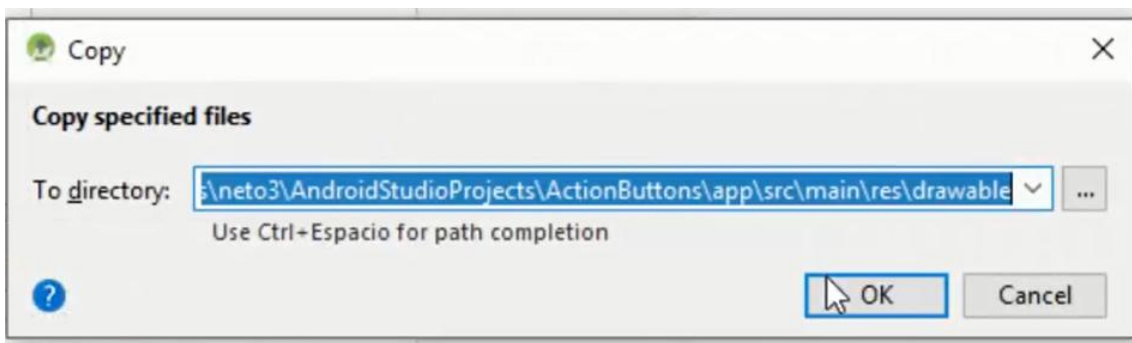 Copy
Copy specified files
To directory: s\neto3\AndroidStudioProjects\ActionButtons\app\src\main\res\drawable ...
Use Ctrl+Espacio for path completion
? OK Cancel